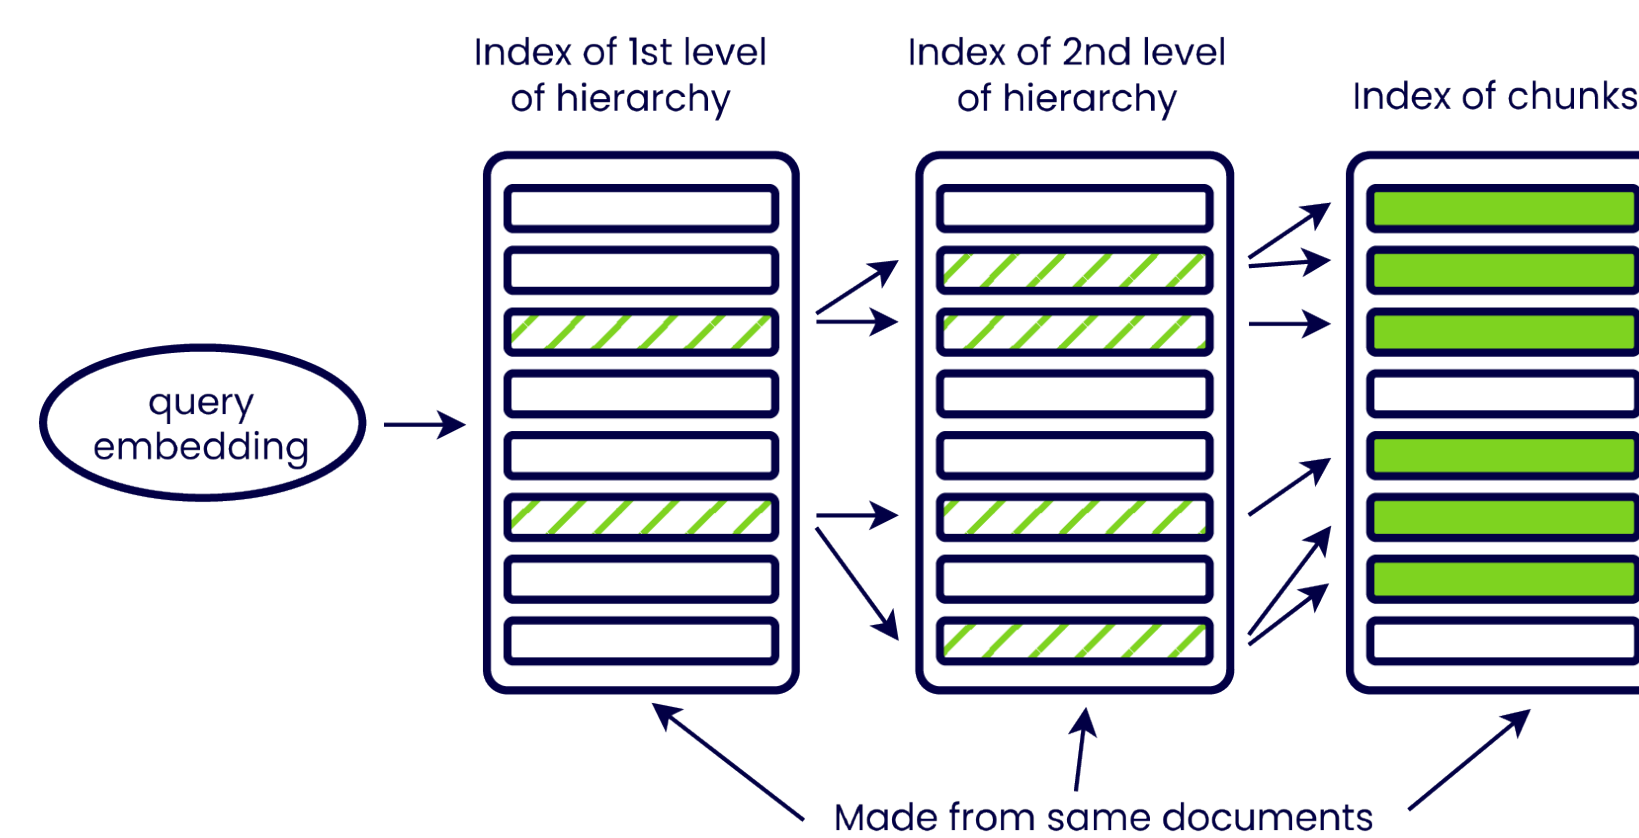 Index of 1st level
of hierarchy
Index of 2nd level
of hierarchy
Index of chunks
query
embedding
Made from same documents